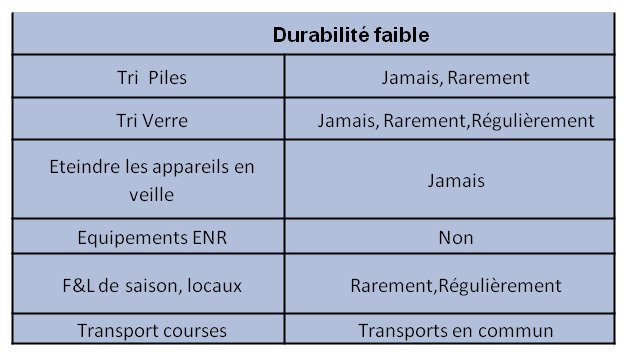 Durabilité faible
Tri  Piles
Jamais, Rarement
Tri Verre
Jamais, Rarement,Régulièrement
Eteindre les appareils en
veille
Jamais
Equipements ENR
Non
F&L de saison, locaux
Rarement,Régulièrement
Transport courses
Transports en commun